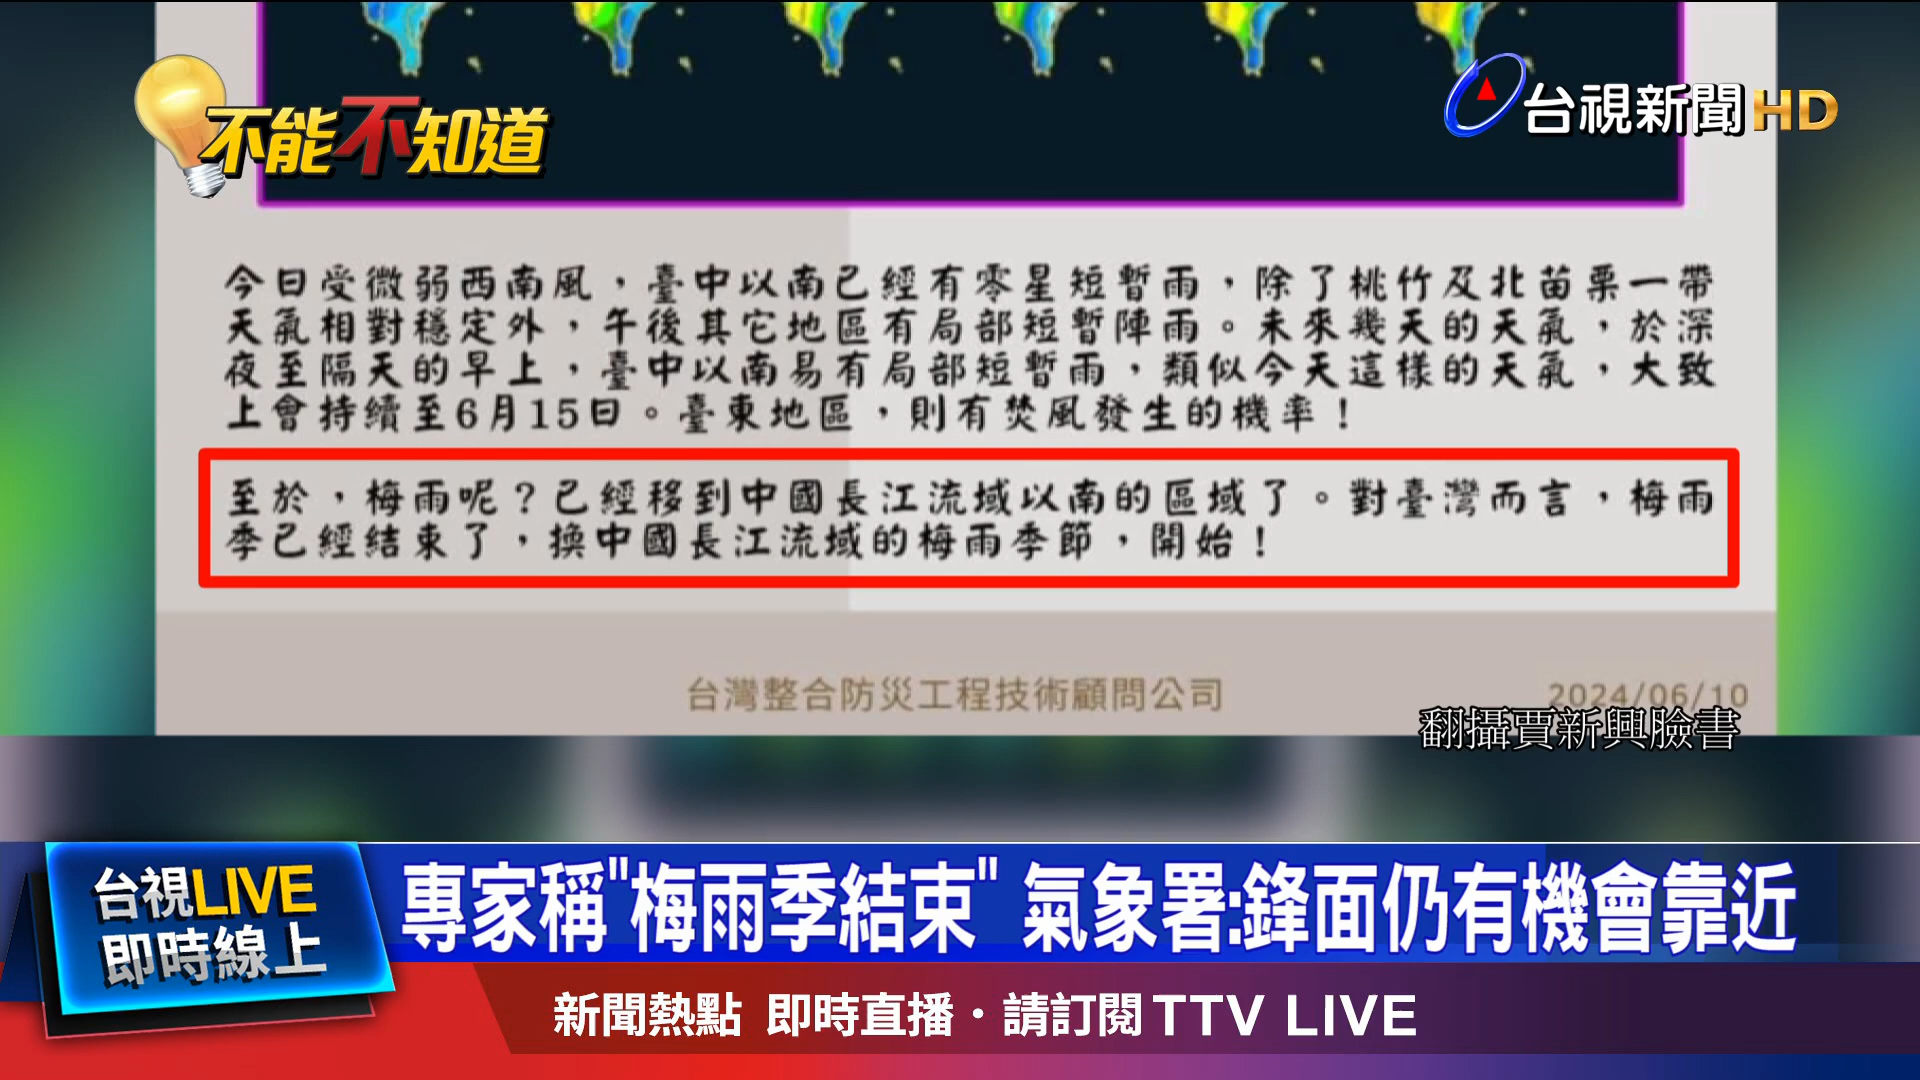 不能不知道
台視新聞HD
今日受微弱西南風，臺中以南已經有零星短暫雨，除了桃竹及北苗栗一帶
天氣相對穩定外，午後其它地區有局部短暫陣雨。未來幾天的天氣，於深
夜至隔天的早上，臺中以南易有局部短暫雨，類似今天這樣的天氣，大致
上會持續至6月15日。臺東地區，則有焚風發生的機率！
至於，梅雨呢？已經移到中國長江流域以南的區域了。對臺灣而言，梅雨
季已經結束了，換中國長江流域的梅雨季節，開始！
台灣整合防災工程技術顧問公司
2024/06/10
翻攝賈新興臉書
台視LIVE
即時線上
專家稱"梅雨季結束" 氣象署:鋒面仍有機會靠近
新聞熱點 即時直播・請訂閱TTV LIVE